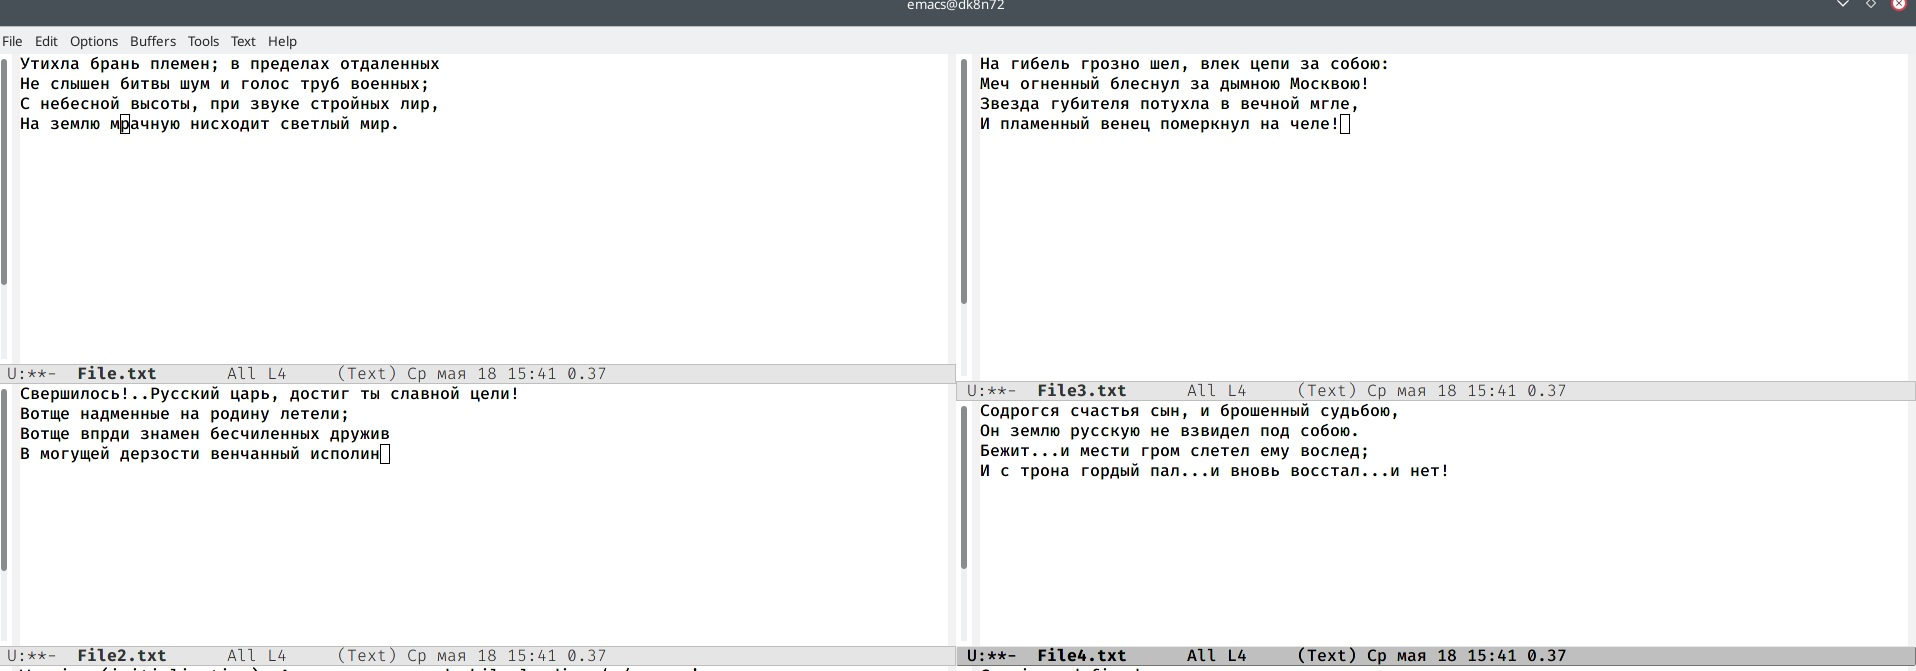 emacs@dk8n72
File Edit Options Buffers Tools Text Help
Утихла брань племен; в пределах отдаленных
Не слышен битвы шум и голос труб военных;
С небесной высоты, при звуке стройных лир,
На землю мрачную нисходит светлый мир.
U:**- File.txt All L4 (Text) Ср мая 18 15:41 0.37
Свершилось!..Русский царь, достиг ты славной цели!
Вотще надменные на родину летели;
Вотще впрди знамен бесчиленных дружив
В могущей дерзости венчанный исполин
U:**- File2.txt All L4 (Text) Ср мая 18 15:41 0.37
На гибель грозно шел, влек цепи за собою:
Меч огненный блеснул за дымною Москвою!
Звезда губителя потухла в вечной мгле,
И пламенный венец померкнул на челе!
U:**- File3.txt All L4 (Text) Ср мая 18 15:41 0.37
Содрогся счастья сын, и брошенный судьбою,
Он землю русскую не взвидел под собою.
Бежит...и мести гром слетел ему вослед;
И с трона гордый пал...и вновь восстал...и нет!
U:**- File4.txt All L4 (Text) Ср мая 18 15:41 0.37